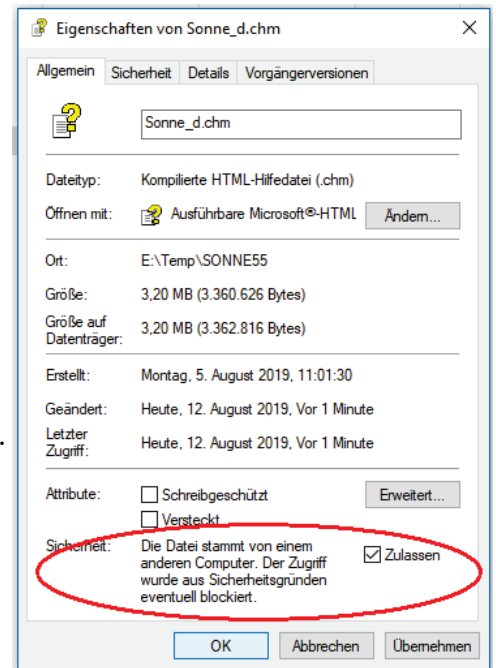 Eigenschaften von Sonne_d.chm
Allgemein Sicherheit Details Vorgängerversionen
Sonne_d.chm
Dateityp: Kompilierte HTML-Hilfedatei (.chm)
Öffnen mit: Ausführbare Microsoft®-HTML Ändern...
Ort: E:\Temp\SONNE55
Größe: 3,20 MB (3.360.626 Bytes)
Größe auf
Datenträger: 3,20 MB (3.362.816 Bytes)
Erstellt: Montag, 5. August 2019, 11:01:30
Geändert: Heute, 12. August 2019, Vor 1 Minute
Letzter
Zugriff: Heute, 12. August 2019, Vor 1 Minute
Attribute: Schreibgeschützt Erweitert...
Versteckt
Sicherheit: Die Datei stammt von einem
anderen Computer. Der Zugriff Zulassen
wurde aus Sicherheitsgründen
eventuell blockiert.
OK Abbrechen Übernehmen